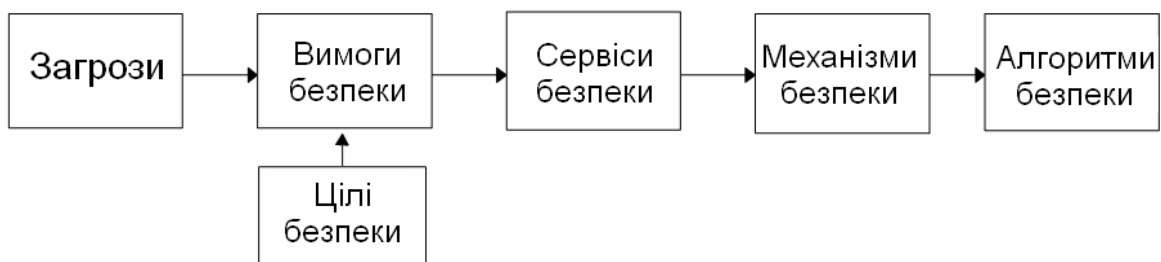 Загрози
Вимоги
безпеки
Сервіси
безпеки
Механізми
безпеки
Алгоритми
безпеки
Цілі
безпеки